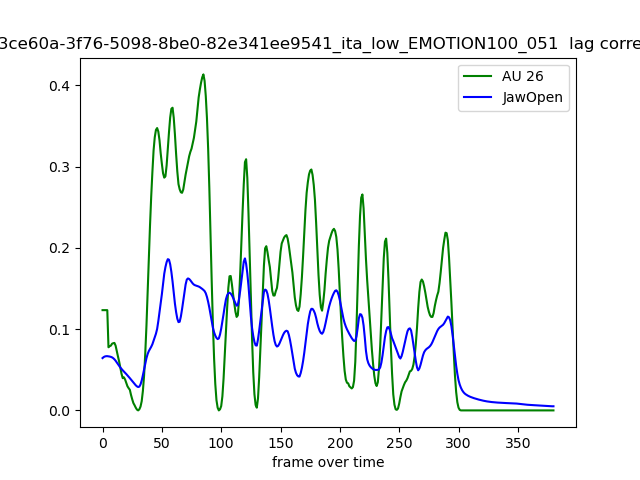 3ce60a-3f76-5098-8be0-82e341ee9541_ita_low_EMOTION100_051 lag corre
AU 26
JawOpen
0.4
0.3
0.2
0.1
0.0
0 50 100 150 200 250 300 350
frame over time